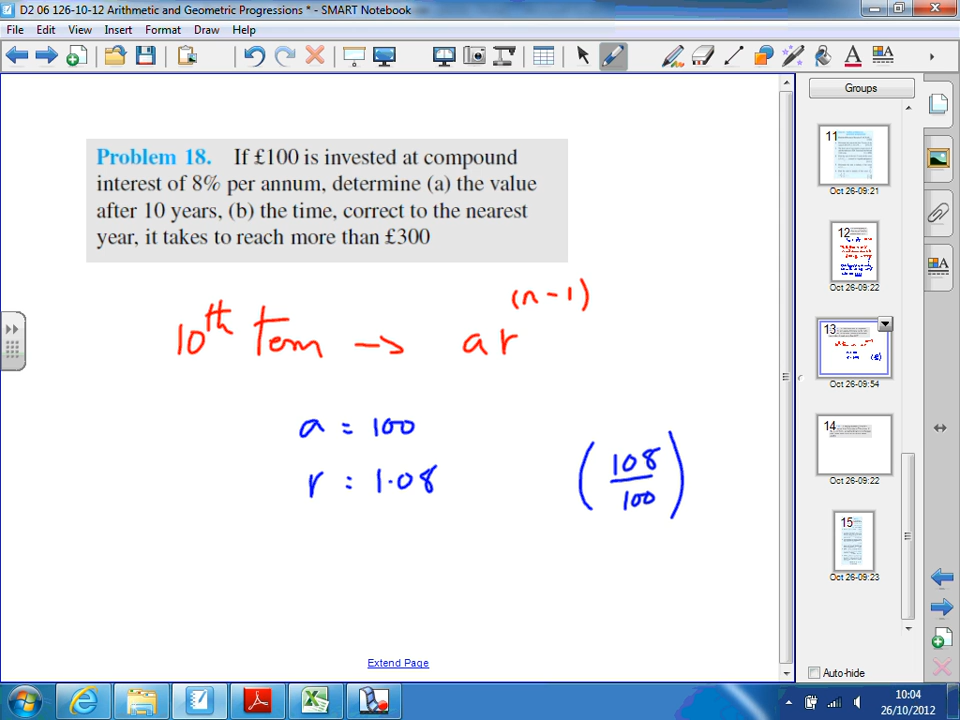 D2 06 126-10-12 Arithmetic and Geometric Progressions * - SMART Notebook
File Edit View Insert Format Draw Help
Problem 18. If £100 is invested at compound
interest of 8% per annum, determine (a) the value
after 10 years, (b) the time, correct to the nearest
year, it takes to reach more than £300
10th Term → ar(n-1)
a = 100
r = 1.08
(108/100)
Extend Page
Groups
11
Oct 26-09:21
12
Oct 26-09:22
13
Oct 26-09:54
14
Oct 26-09:22
15
Oct 26-09:23
Auto-hide
10:04
26/10/2012